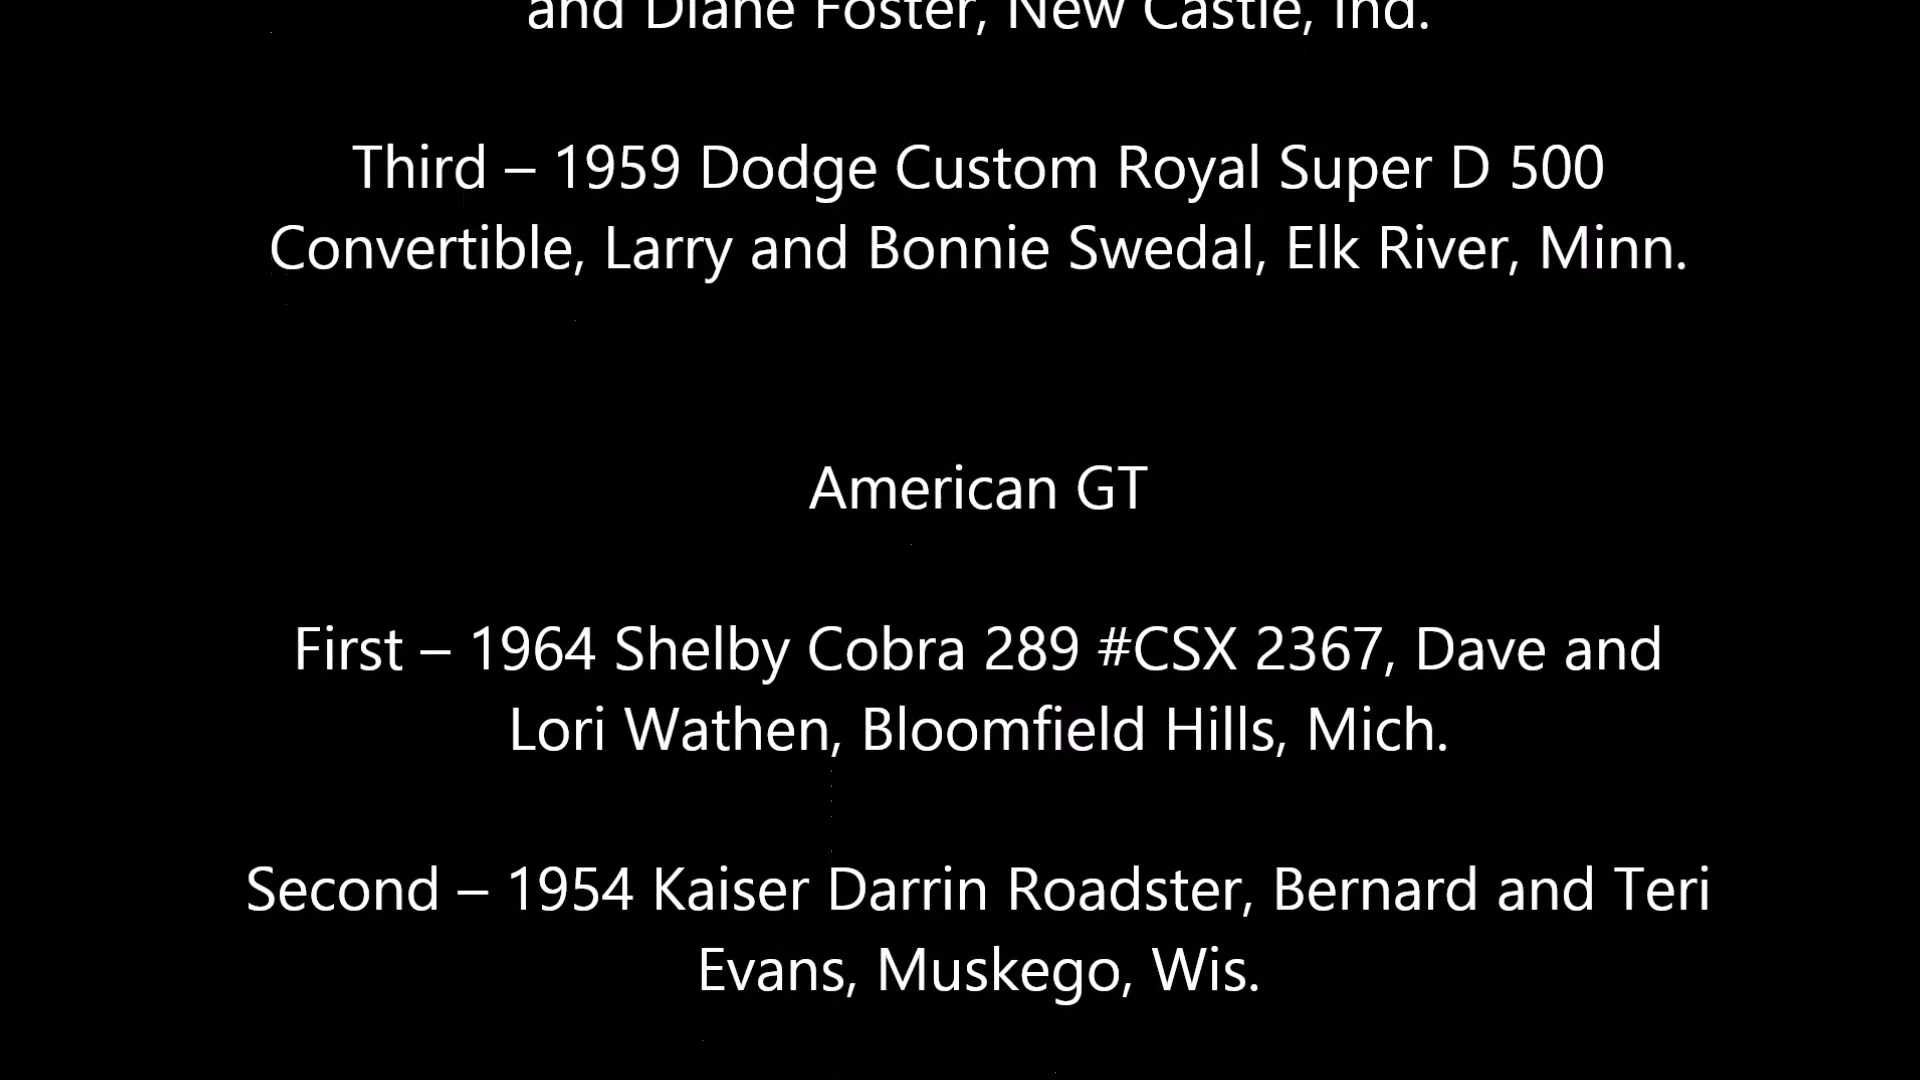 and Diane Foster, New Castle, Ind.
Third – 1959 Dodge Custom Royal Super D 500
Convertible, Larry and Bonnie Swedal, Elk River, Minn.
American GT
First – 1964 Shelby Cobra 289 #CSX 2367, Dave and
Lori Wathen, Bloomfield Hills, Mich.
Second – 1954 Kaiser Darrin Roadster, Bernard and Teri
Evans, Muskego, Wis.